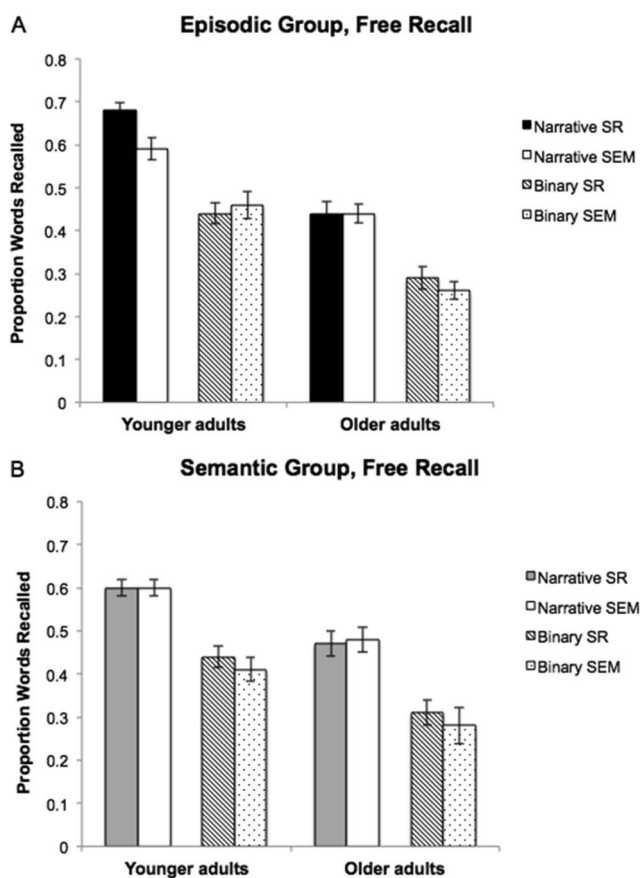 A
Episodic Group, Free Recall
Proportion Words Recalled
0.8
0.7
0.6
0.5
0.4
0.3
0.2
0.1
0
Younger adults
Older adults
Narrative SR
Narrative SEM
Binary SR
Binary SEM
B
Semantic Group, Free Recall
Proportion Words Recalled
0.8
0.7
0.6
0.5
0.4
0.3
0.2
0.1
0
Younger adults
Older adults
Narrative SR
Narrative SEM
Binary SR
Binary SEM